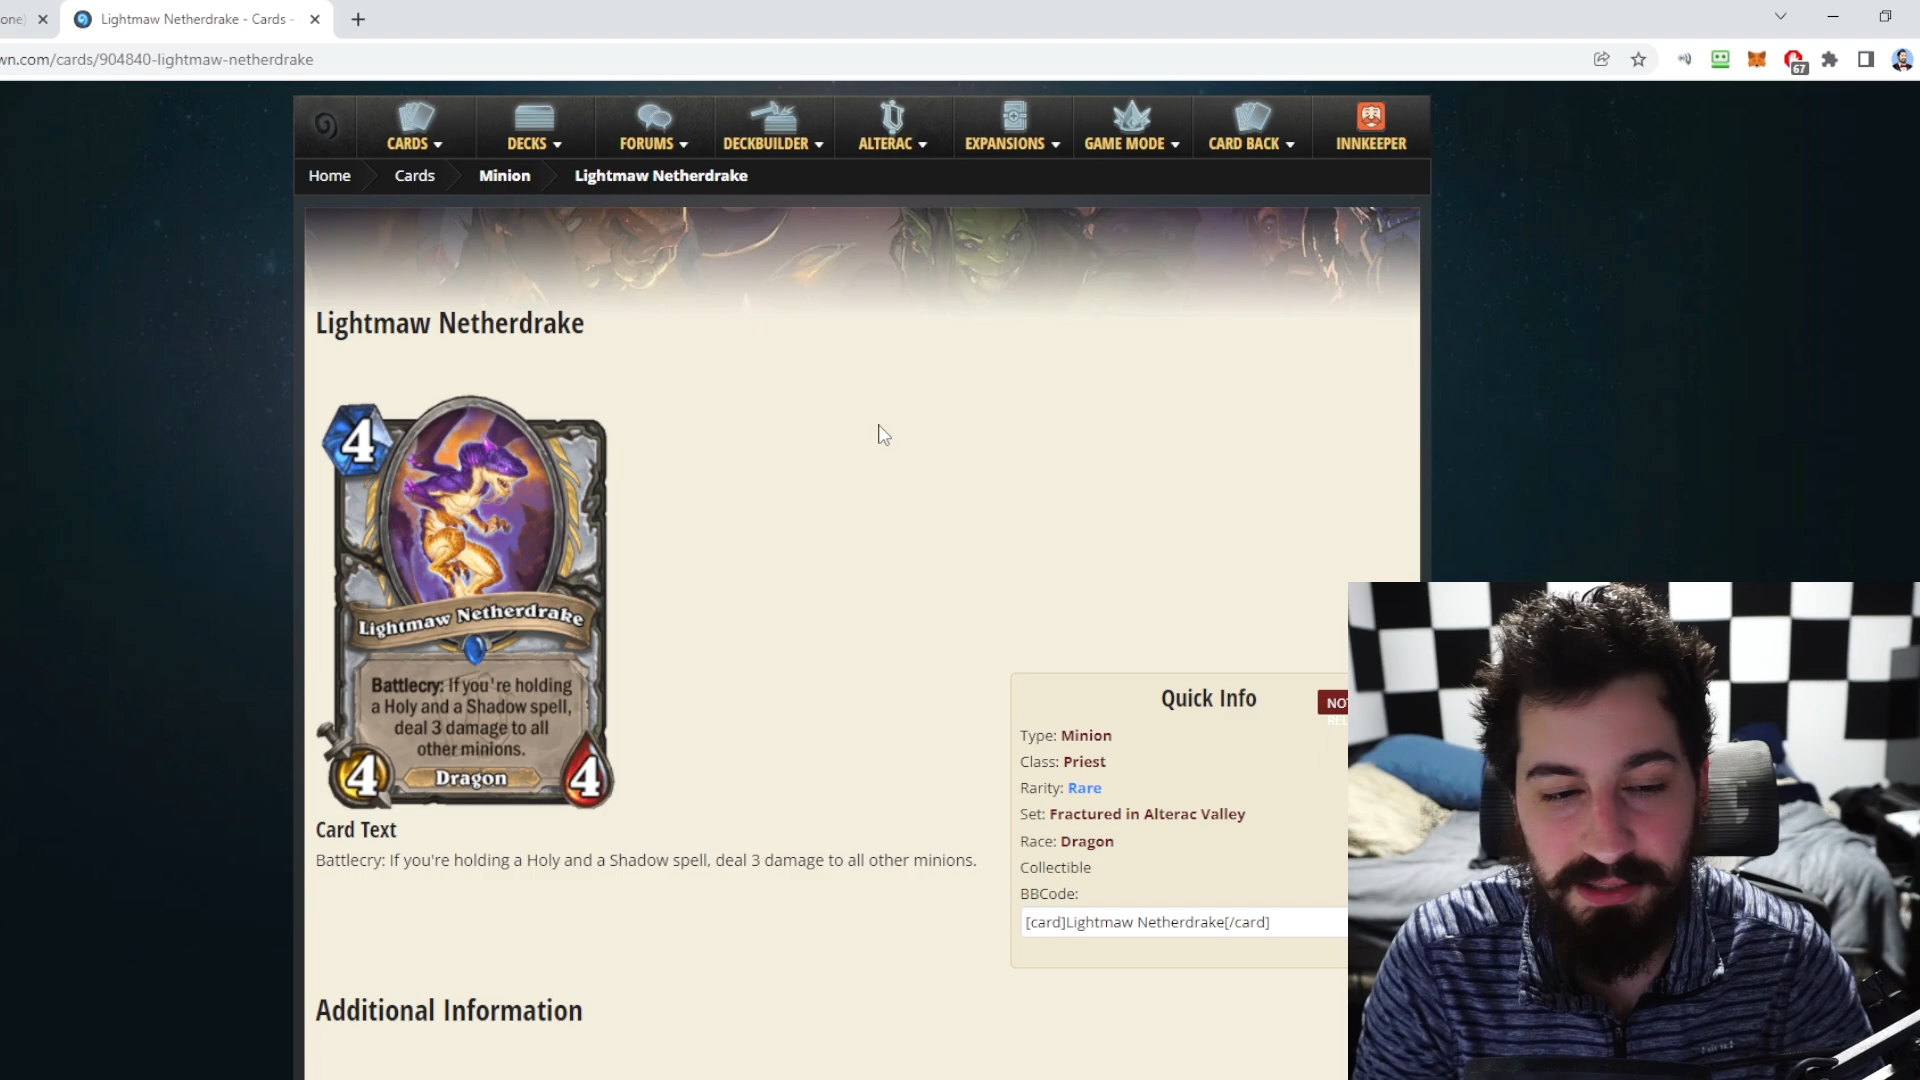 one)
Lightmaw Netherdrake - Cards -
wn.com/cards/904840-lightmaw-netherdrake
67
CARDS
DECKS
FORUMS
DECKBUILDER
ALTERAC
EXPANSIONS
GAME MODE
CARD BACK
INNKEEPER
Home
Cards
Minion
Lightmaw Netherdrake
Lightmaw Netherdrake
4
Lightmaw Netherdrake
Battlecry: If you're holding
a Holy and a Shadow spell,
deal 3 damage to all
other minions.
4
Dragon
4
Card Text
Battlecry: If you're holding a Holy and a Shadow spell, deal 3 damage to all other minions.
Quick Info
NOT
REL
Type: Minion
Class: Priest
Rarity: Rare
Set: Fractured in Alterac Valley
Race: Dragon
Collectible
BBCode:
[card]Lightmaw Netherdrake[/card]
Additional Information